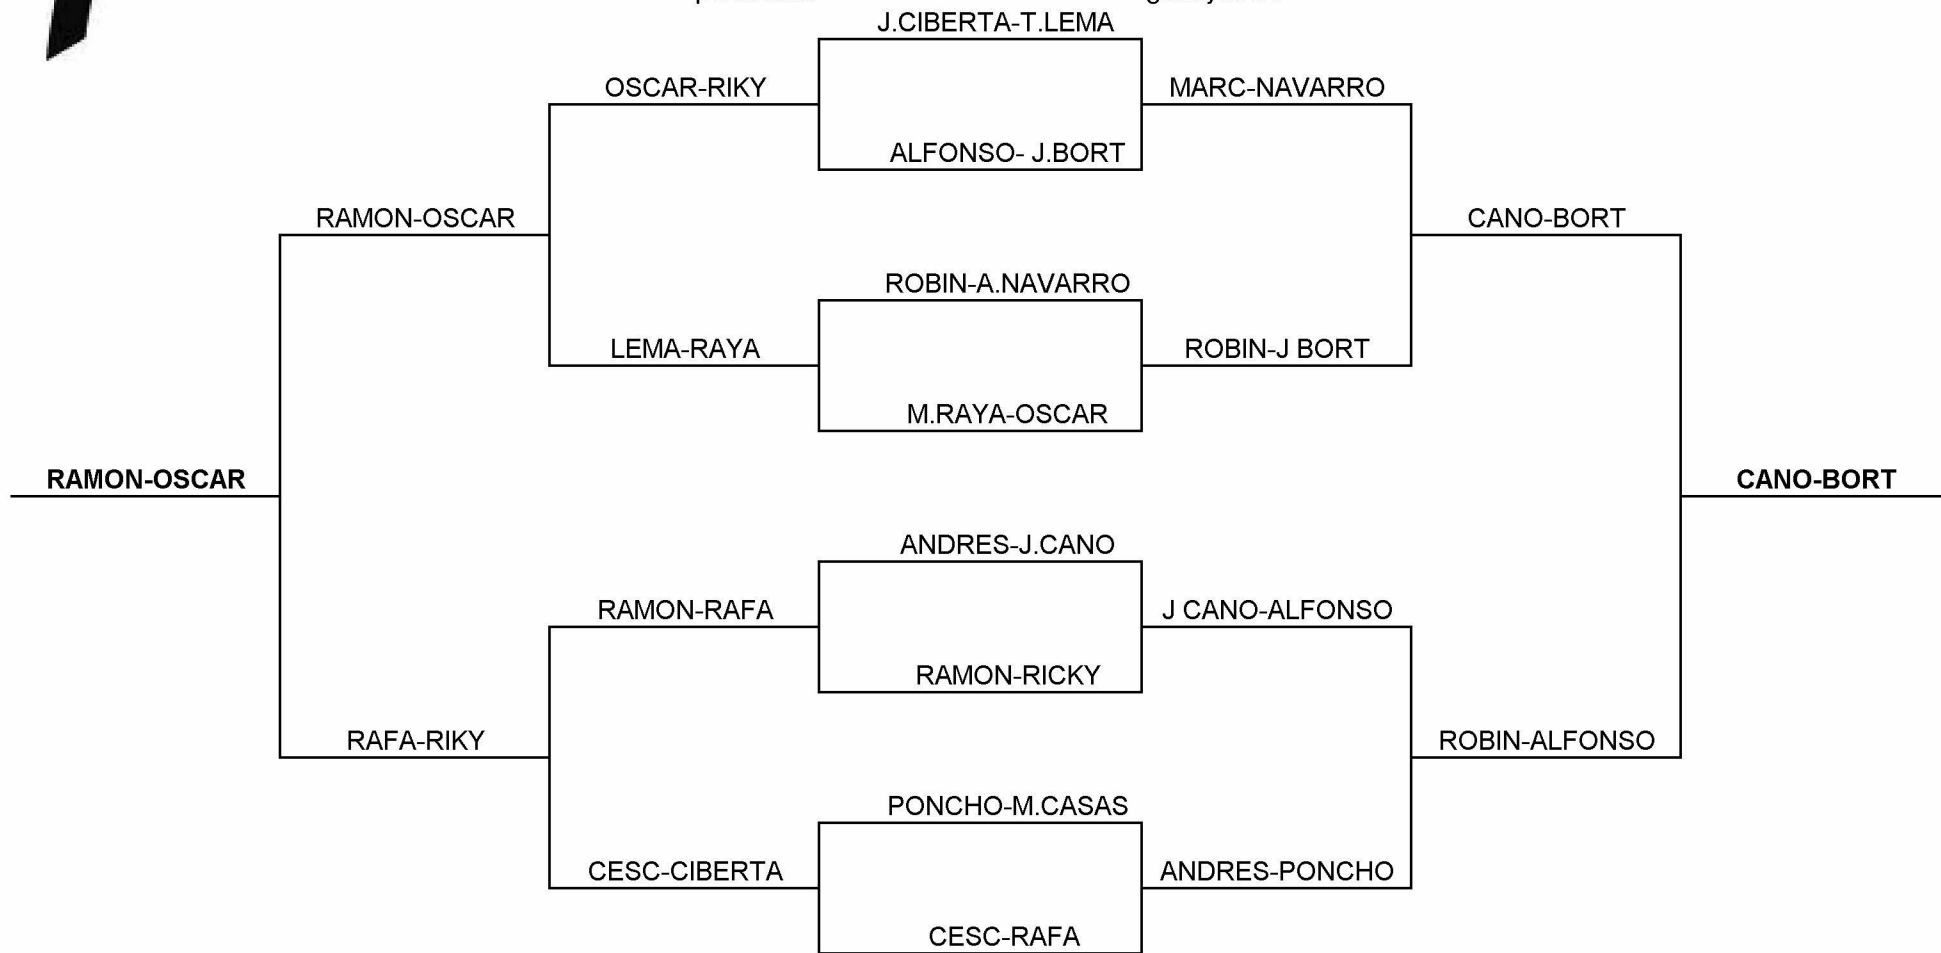 J.CIBERTA-T.LEMA
OSCAR-RIKY
MARC-NAVARRO
ALFONSO- J.BORT
RAMON-OSCAR
CANO-BORT
ROBIN-A.NAVARRO
LEMA-RAYA
ROBIN-J BORT
M.RAYA-OSCAR
RAMON-OSCAR
CANO-BORT
ANDRES-J.CANO
RAMON-RAFA
J CANO-ALFONSO
RAMON-RICKY
RAFA-RIKY
ROBIN-ALFONSO
PONCHO-M.CASAS
CESC-CIBERTA
ANDRES-PONCHO
CESC-RAFA